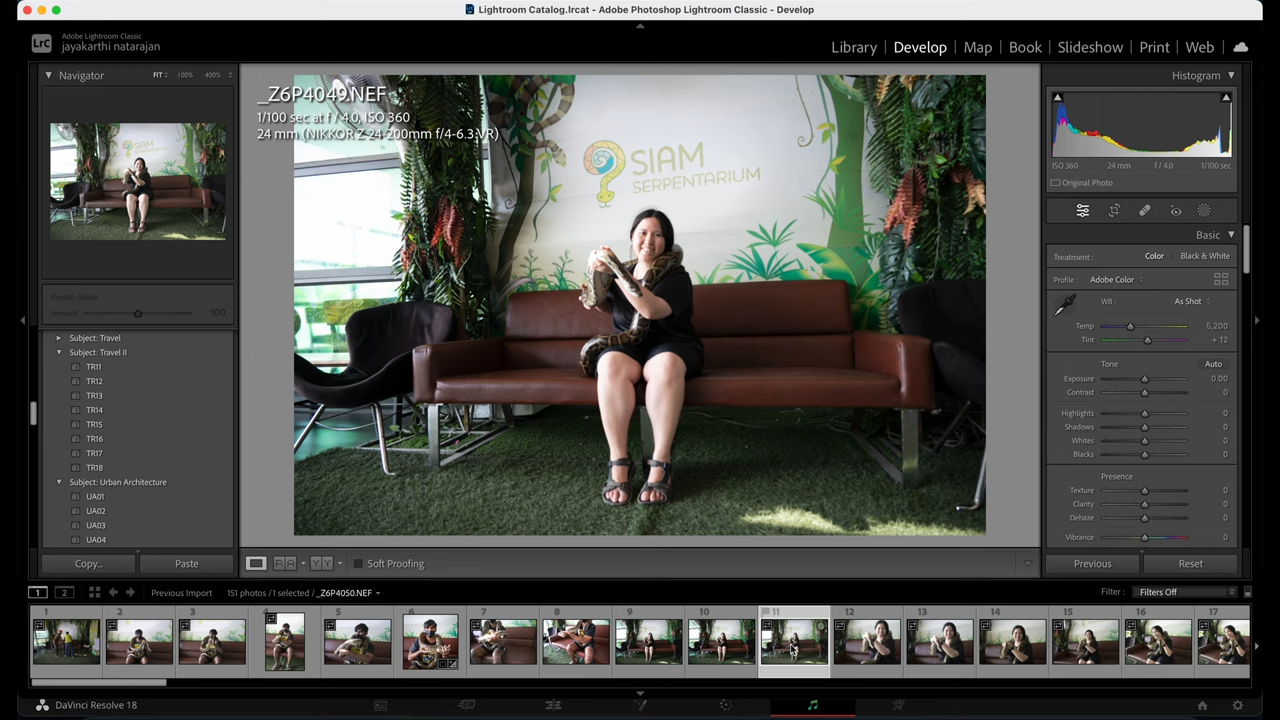 Lightroom Catalog.lrcat - Adobe Photoshop Lightroom Classic - Develop
LrC
Adobe Lightroom Classic
jayakarthi natarajan
Library | Develop | Map | Book | Slideshow | Print | Web
Navigator
FIT
100%
400%
Preset: None
Amount
100
Subject: Travel
Subject: Travel II
TR11
TR12
TR13
TR14
TR15
TR16
TR17
TR18
Subject: Urban Architecture
UA01
UA02
UA03
UA04
Copy...
Paste
_Z6P4049.NEF
1/100 sec at f / 4.0, ISO 360
24 mm (NIKKOR Z 24-200mm f/4-6.3 VR)
SIAM
SERPENTARIUM
Soft Proofing
Histogram
ISO 360
24 mm
f / 4.0
1/100 sec
Original Photo
Basic
Treatment:
Color | Black & White
Profile:
Adobe Color
WB:
As Shot
Temp
5,200
Tint
+ 12
Tone
Auto
Exposure
0.00
Contrast
0
Highlights
0
Shadows
0
Whites
0
Blacks
0
Presence
Texture
0
Clarity
0
Dehaze
0
Vibrance
0
Previous
Reset
1
2
Previous Import
151 photos / 1 selected / _Z6P4050.NEF
Filter :
Filters Off
1
2
3
4
5
6
7
8
9
10
11
12
13
14
15
16
17
DaVinci Resolve 18